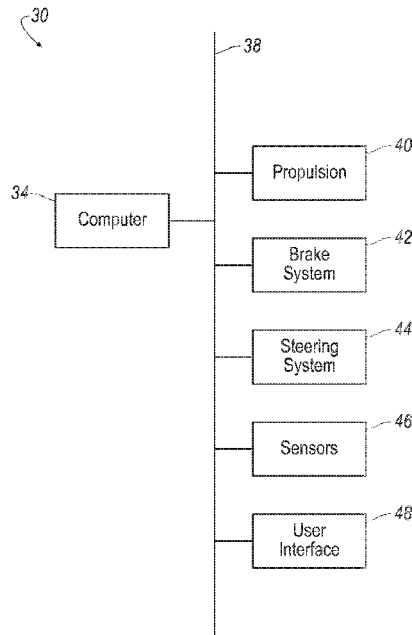 30
38
40
Propulsion
34
Computer
42
Brake
System
44
Steering
System
46
Sensors
48
User
Interface